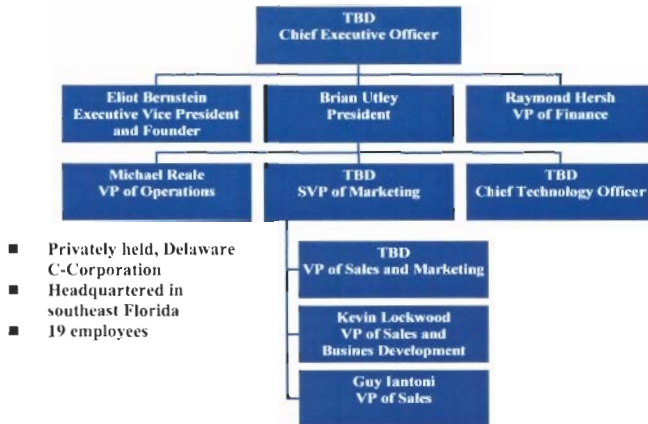 TBD
Chief Executive Officer
Eliot Bernstein
Executive Vice President
and Founder
Brian Utley
President
Raymond Hersh
VP of Finance
Michael Reale
VP of Operations
TBD
SVP of Marketing
TBD
Chief Technology Officer
■ Privately held, Delaware
C-Corporation
■ Headquartered in
southeast Florida
■ 19 employees
TBD
VP of Sales and Marketing
Kevin Lockwood
VP of Sales and
Busines Development
Guy Iantoni
VP of Sales